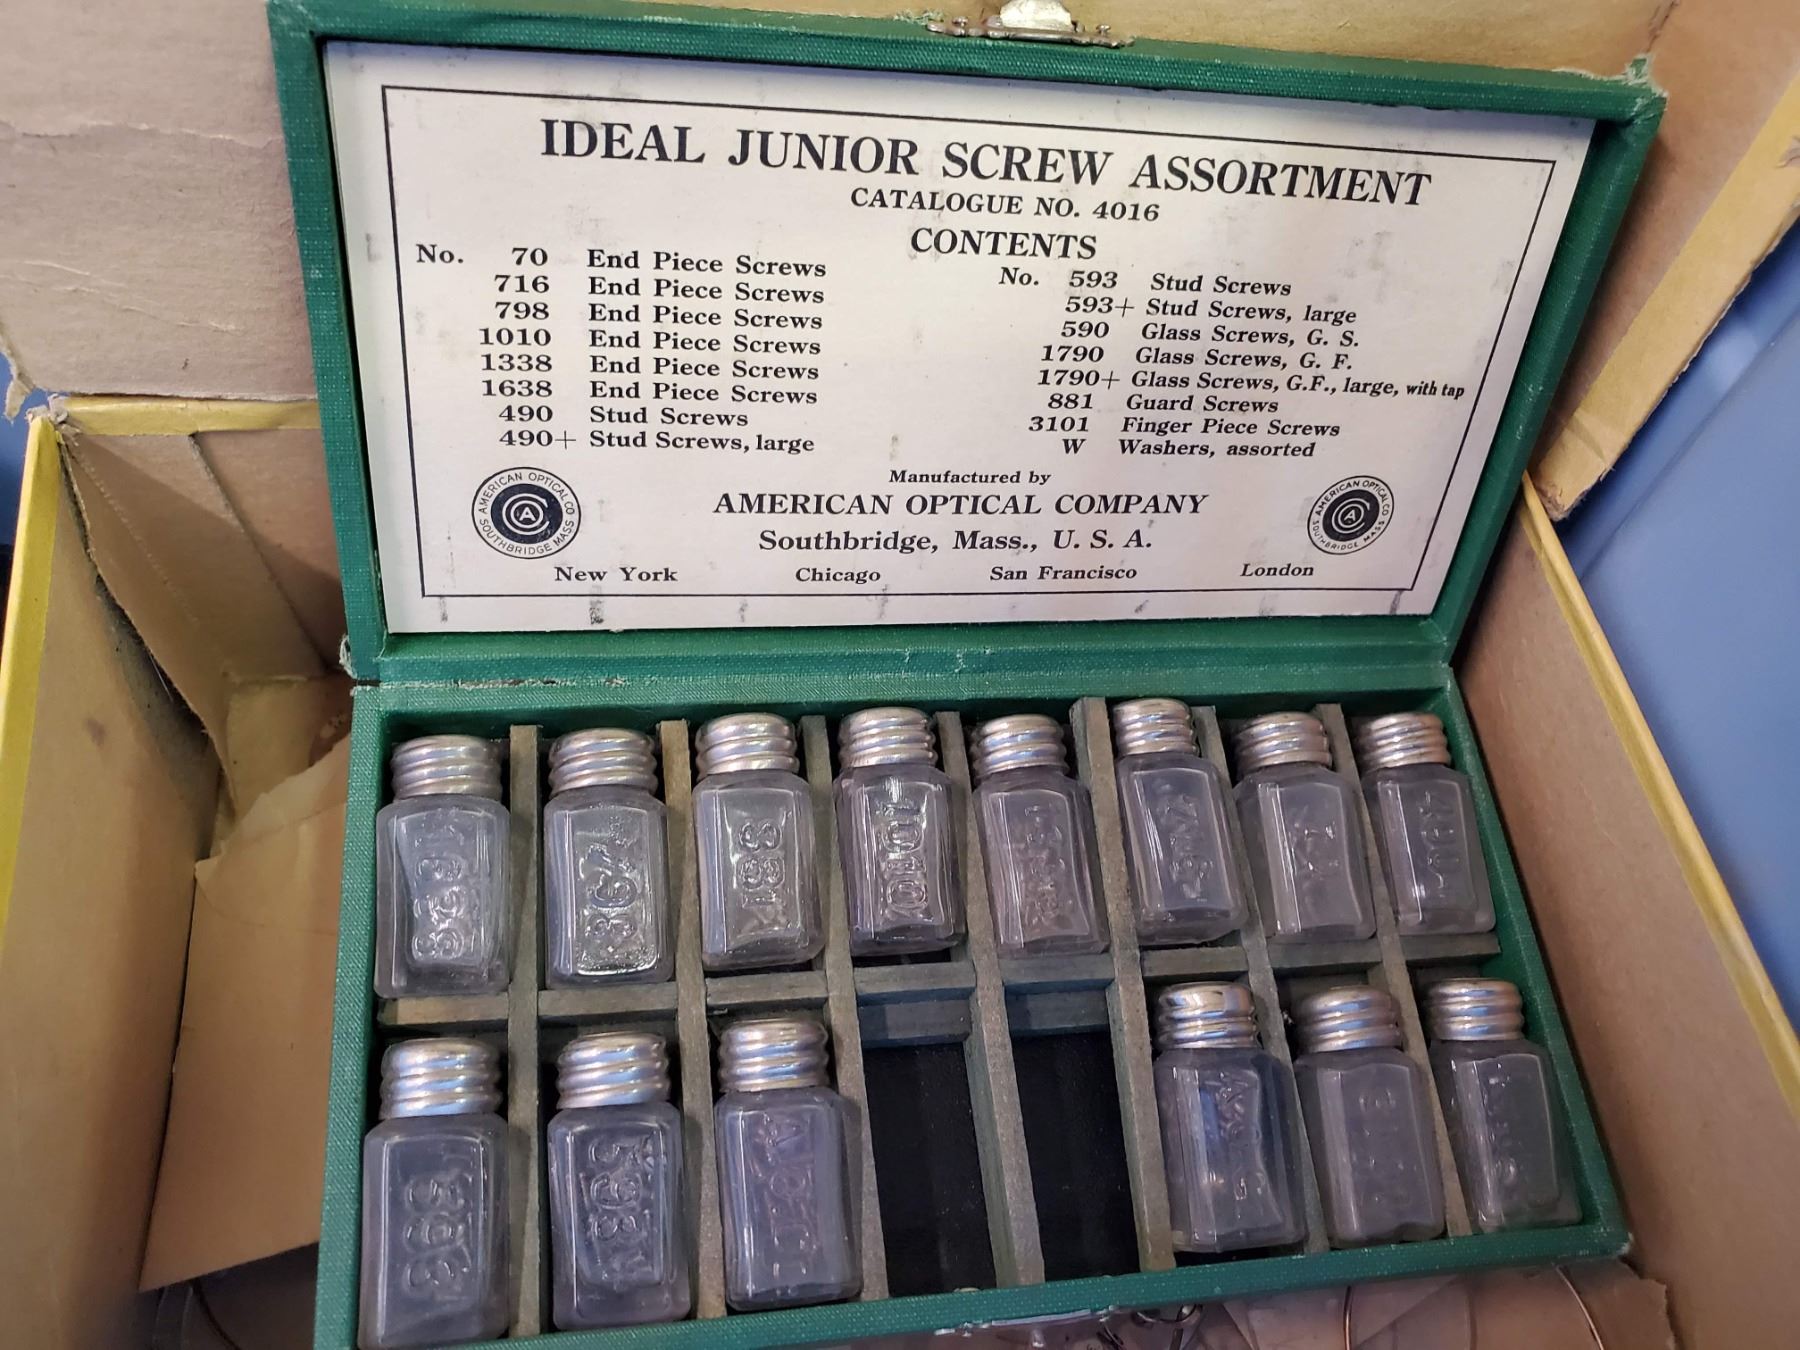 IDEAL JUNIOR SCREW ASSORTMENT
CATALOGUE NO. 4016
CONTENTS
No. 70 End Piece Screws
716 End Piece Screws
798 End Piece Screws
1010 End Piece Screws
1338 End Piece Screws
1638 End Piece Screws
490 Stud Screws
490+ Stud Screws, large
No. 593 Stud Screws
593+ Stud Screws, large
590 Glass Screws, G. S.
1790 Glass Screws, G. F.
1790+ Glass Screws, G.F., large, with tap
881 Guard Screws
3101 Finger Piece Screws
W Washers, assorted
Manufactured by
AMERICAN OPTICAL COMPANY
Southbridge, Mass., U. S. A.
New York Chicago San Francisco London
AMERICAN OPTICAL CO
SOUTHBRIDGE MASS
AMERICAN OPTICAL CO
SOUTHBRIDGE MASS